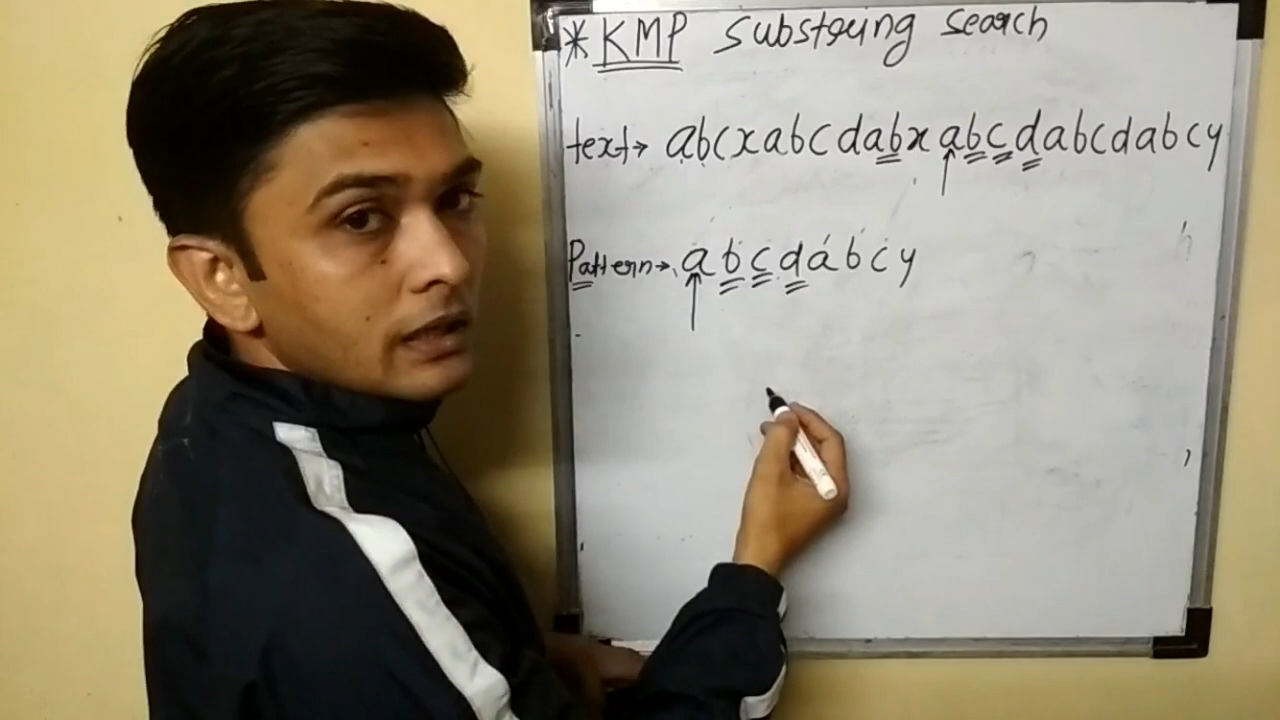 *KMP Substring Search
text→ abcxabcdabxabcdabcdabcy
Pattern→ abcdabcy